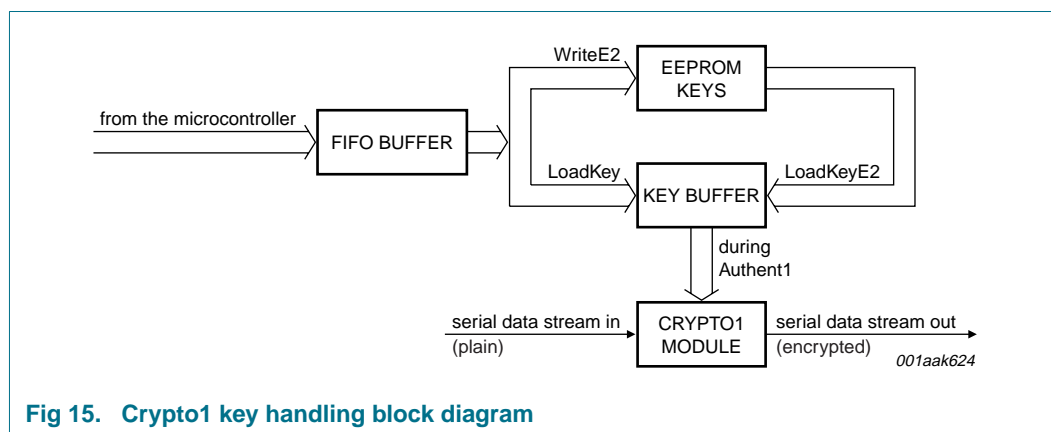 WriteE2
EEPROM
KEYS
from the microcontroller
FIFO BUFFER
LoadKey
KEY BUFFER
LoadKeyE2
during
Authent1
serial data stream in
(plain)
CRYPTO1
MODULE
serial data stream out
(encrypted)
001aak624
Fig 15. Crypto1 key handling block diagram